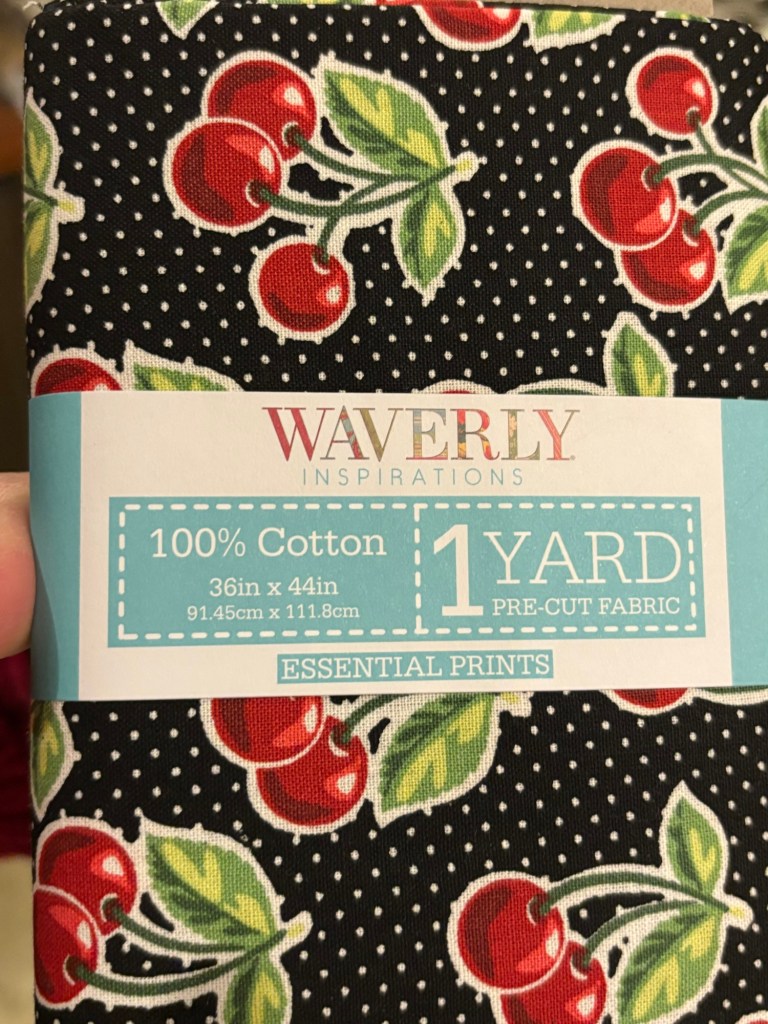 WAVERLY
INSPIRATIONS
100% Cotton
36in x 44in
91.45cm x 111.8cm
1 YARD
PRE-CUT FABRIC
ESSENTIAL PRINTS